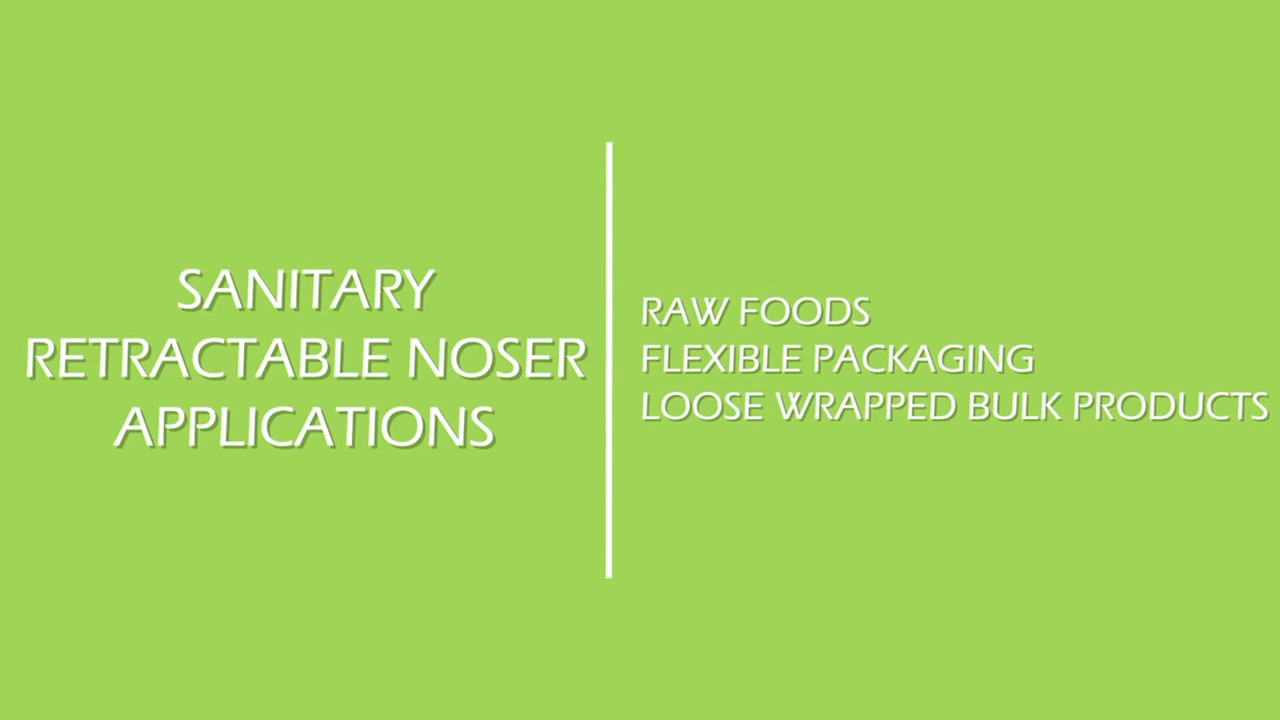 SANITARY
RETRACTABLE NOSER
APPLICATIONS
RAW FOODS
FLEXIBLE PACKAGING
LOOSE WRAPPED BULK PRODUCTS